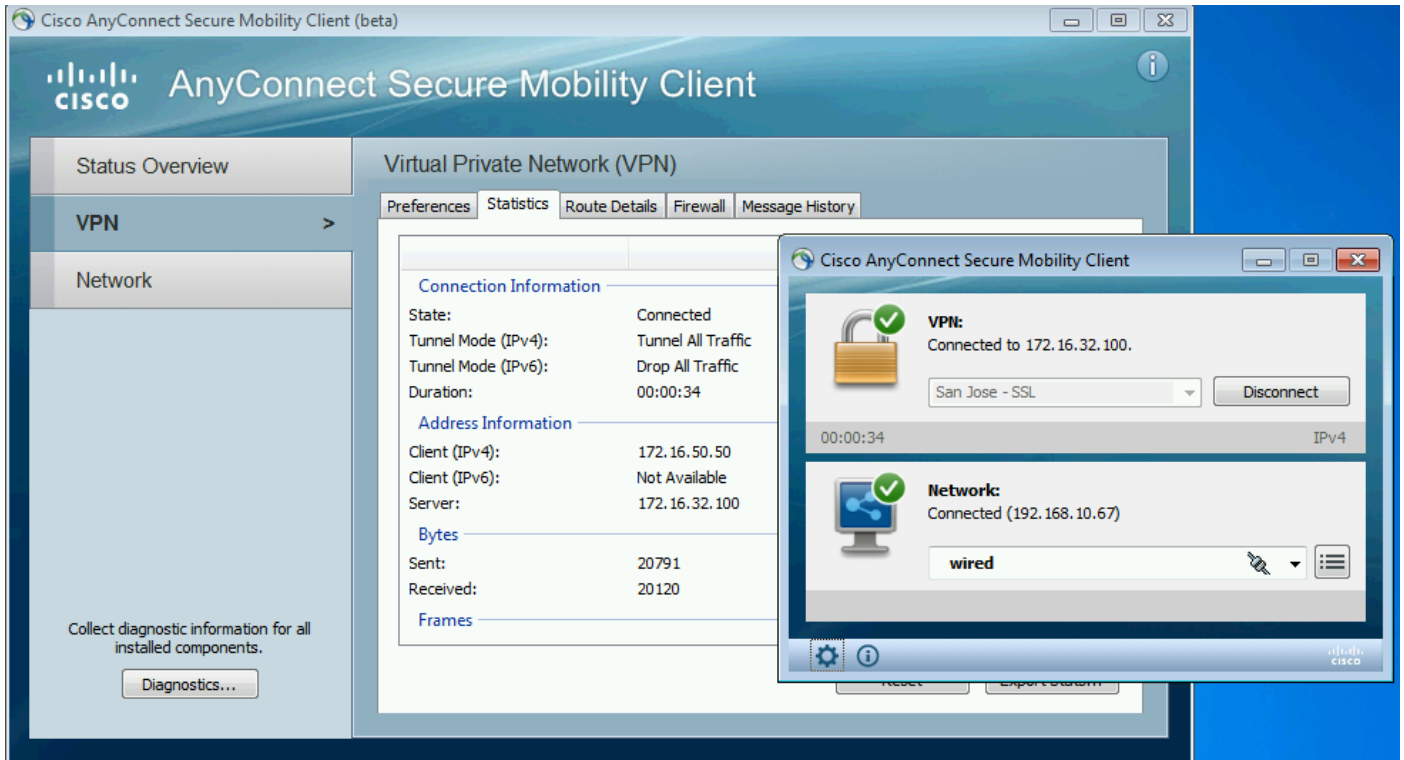 Cisco AnyConnect Secure Mobility Client (beta)
CISCO AnyConnect Secure Mobility Client
Status Overview
VPN >
Network
Collect diagnostic information for all
installed components.
Diagnostics...
Virtual Private Network (VPN)
Preferences Statistics Route Details Firewall Message History
Connection Information
State: Connected
Tunnel Mode (IPv4): Tunnel All Traffic
Tunnel Mode (IPv6): Drop All Traffic
Duration: 00:00:34
Address Information
Client (IPv4): 172.16.50.50
Client (IPv6): Not Available
Server: 172.16.32.100
Bytes
Sent: 20791
Received: 20120
Frames
Cisco AnyConnect Secure Mobility Client
VPN:
Connected to 172.16.32.100.
San Jose - SSL Disconnect
00:00:34 IPv4
Network:
Connected (192.168.10.67)
wired
CISCO